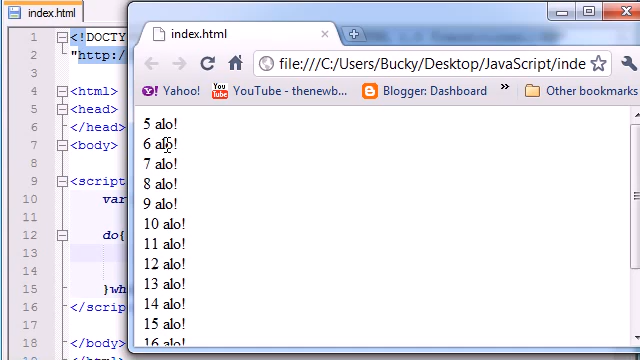 index.html
index.html
file:///C:/Users/Bucky/Desktop/JavaScript/inde
Yahoo!
YouTube - thenewb...
Blogger: Dashboard
»
Other bookmarks
1 <!DOCTY
2 "http:/
3
4 <html>
5 <head>
6 </head>
7 <body>
8
9 <script
10 var
11
12 do{
13
14
15 }wh
16 </scrip
17
18 </body>
19 </html>
5 alo!
6 alo!
7 alo!
8 alo!
9 alo!
10 alo!
11 alo!
12 alo!
13 alo!
14 alo!
15 alo!
16 alo!